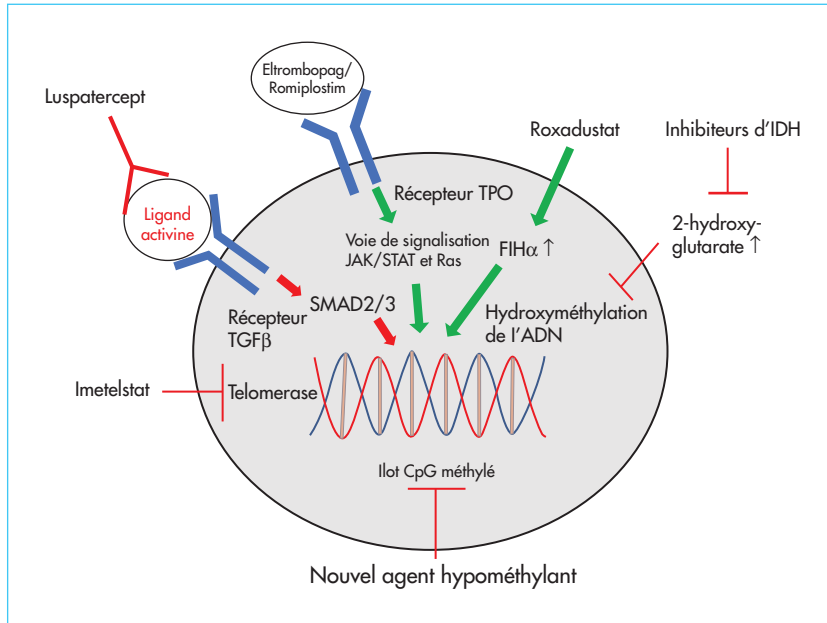 Eltrombopag/
Romiplostim
Luspatercept
Roxadustat
Inhibiteurs d'IDH
Ligand
activine
Récepteur TPO
Voie de signalisation
JAK/STAT et Ras
FIHα ↑
2-hydroxy-
glutarate ↑
SMAD2/3
Récepteur
TGFβ
Hydroxyméthylation
de l'ADN
Imetelstat
Telomerase
Ilot CpG méthylé
Nouvel agent hypométhylant